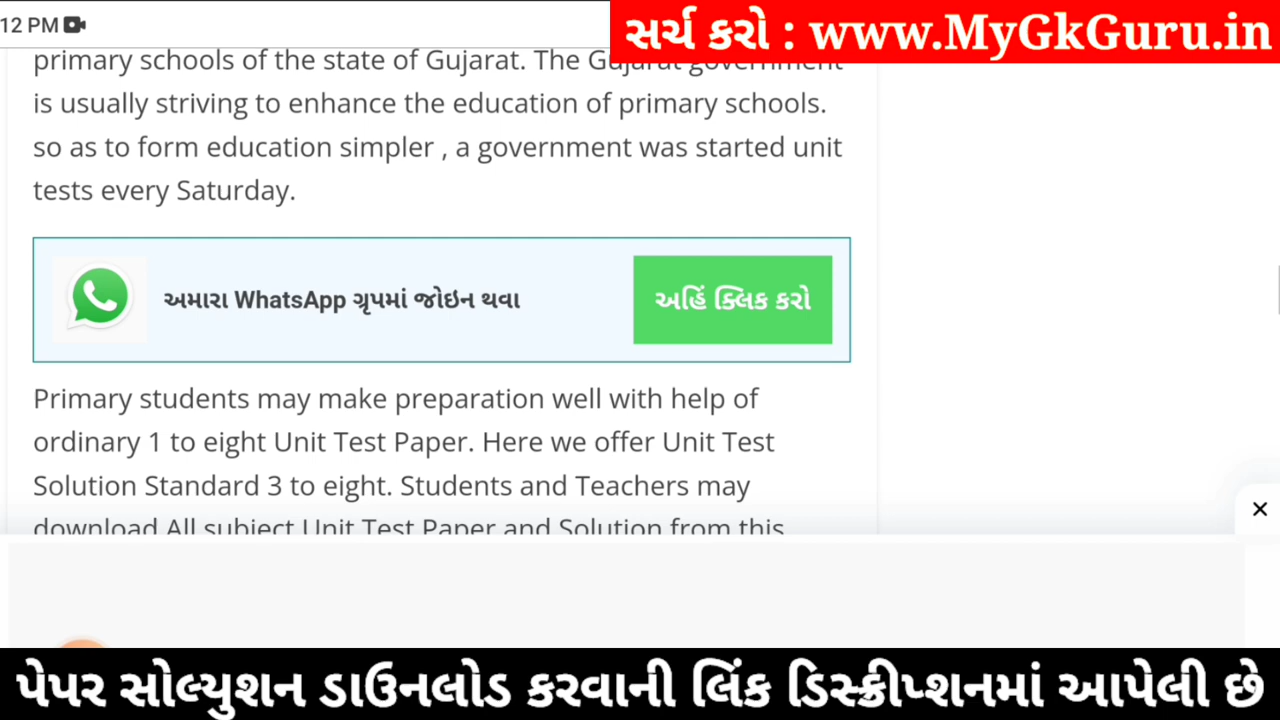 12 PM
સર્ચ કરો : www.MyGkGuru.in
primary schools of the state of Gujarat. The Gujarat government
is usually striving to enhance the education of primary schools.
so as to form education simpler , a government was started unit
tests every Saturday.
અમારા WhatsApp ગ્રૃપમાં જોઇન થવા
અહિં ક્લિક કરો
Primary students may make preparation well with help of
ordinary 1 to eight Unit Test Paper. Here we offer Unit Test
Solution Standard 3 to eight. Students and Teachers may
download All subject Unit Test Paper and Solution from this
પેપર સોલ્યુશન ડાઉનલોડ કરવાની લિંક ડિસ્ક્રીપ્શનમાં આપેલી છે